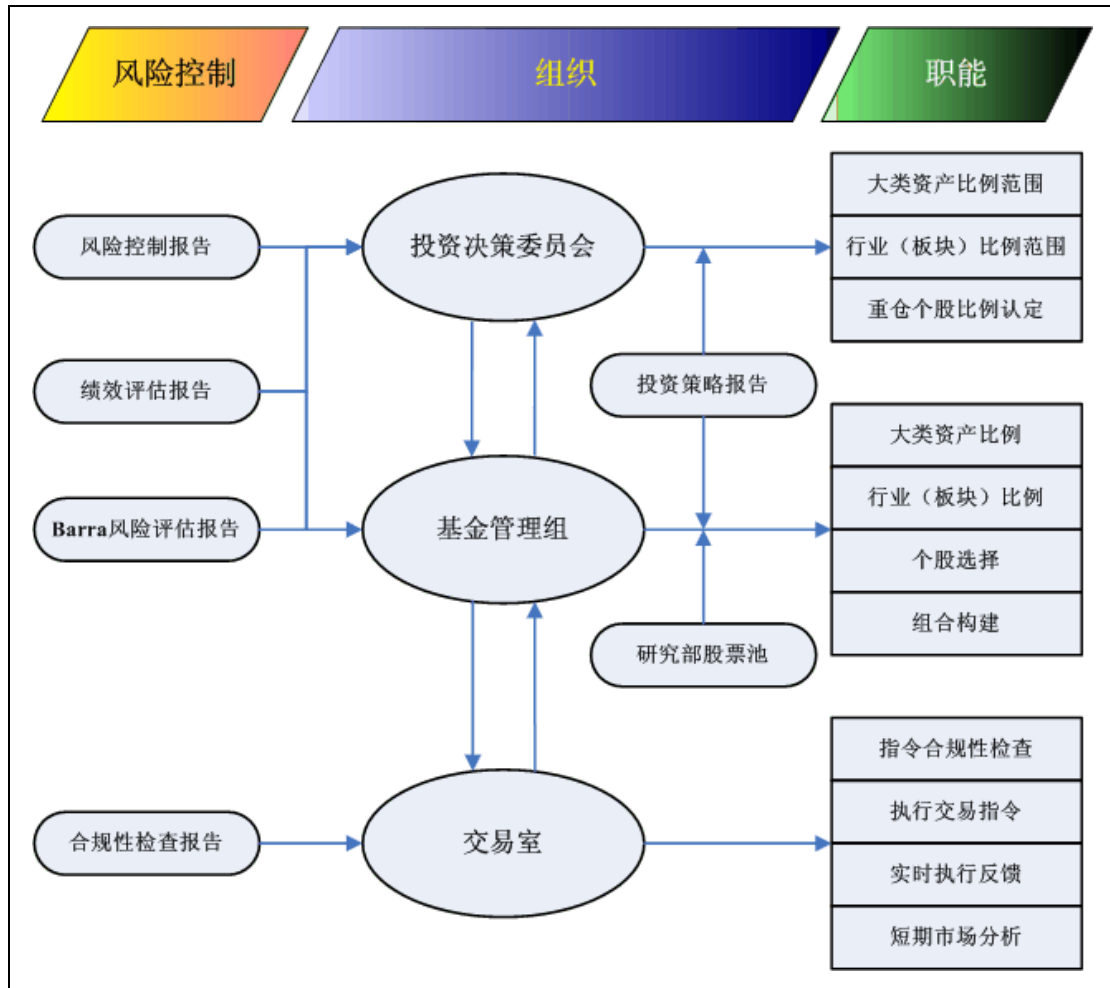 风险控制
组织
职能
大类资产比例范围
风险控制报告
投资决策委员会
行业（板块）比例范围
重仓个股比例认定
绩效评估报告
投资策略报告
大类资产比例
行业（板块）比例
Barra风险评估报告
基金管理组
个股选择
组合构建
研究部股票池
指令合规性检查
执行交易指令
合规性检查报告
交易室
实时执行反馈
短期市场分析